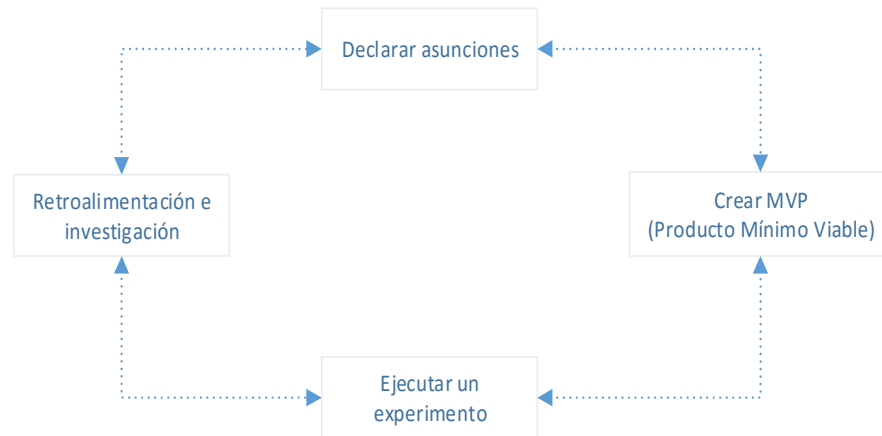 Declarar asunciones
Retroalimentación e
investigación
Crear MVP
(Producto Mínimo Viable)
Ejecutar un
experimento